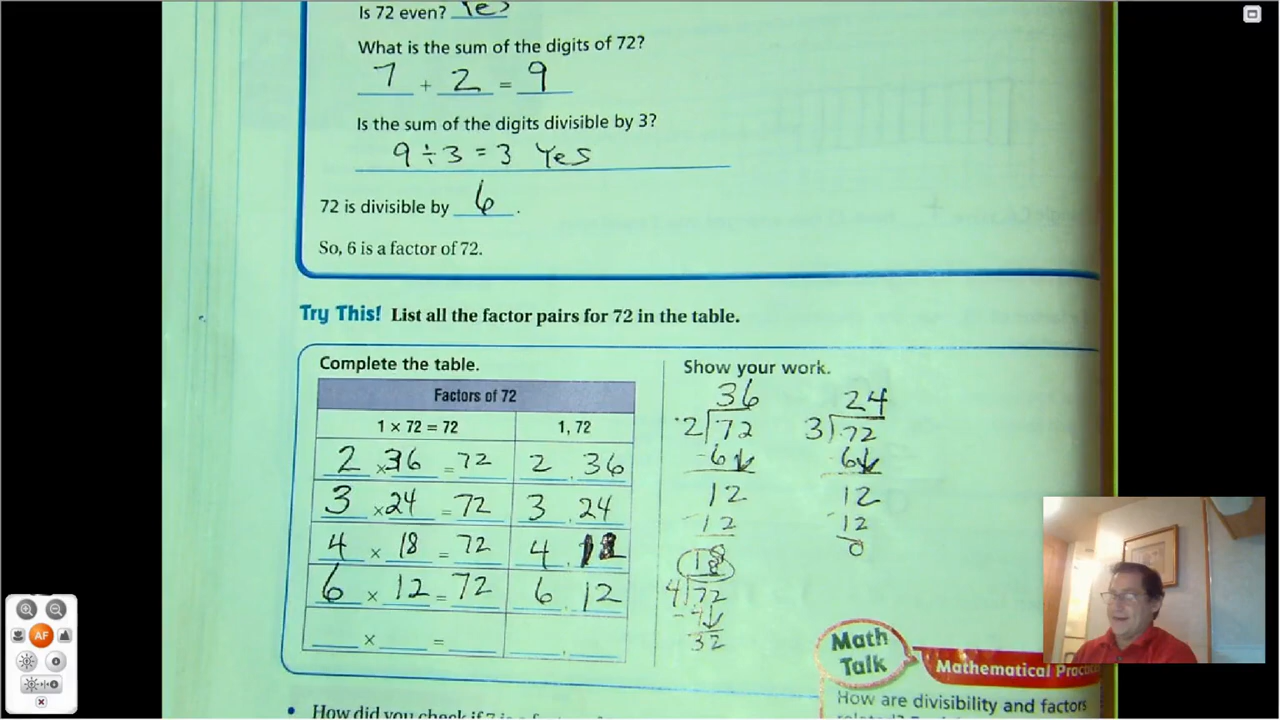 Is 72 even? Yes
What is the sum of the digits of 72?
7 + 2 = 9
Is the sum of the digits divisible by 3?
9 ÷ 3 = 3 Yes
72 is divisible by 6.
So, 6 is a factor of 72.
Try This! List all the factor pairs for 72 in the table.
Complete the table.
Factors of 72
1 × 72 = 72 1, 72
2 × 36 = 72 2, 36
3 × 24 = 72 3, 24
4 × 18 = 72 4, 18
6 × 12 = 72 6, 12
× = ,
Show your work.
36 24
2 72 3 72
-6 -6
12 12
-12 -12
0 0
18
4 72
-4
32
Math
Talk
Mathematical
How are divisibility and factors
• How did you check if 7 is a
AF